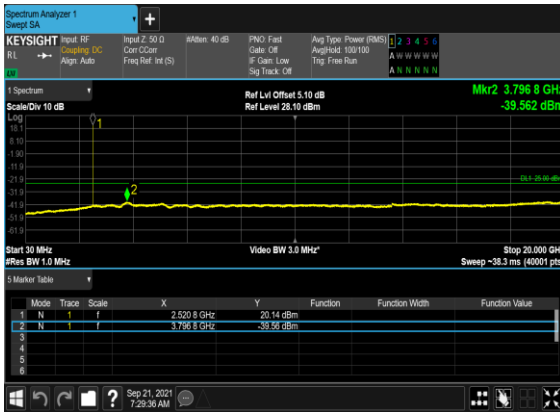 Spectrum Analyzer 1
Swept SA
+
KEYSIGHT Input: RF Input Z: 50 Ω #Atten: 40 dB PNO: Fast Avg Type: Power (RMS) 1 2 3 4 5 6
RL Coupling: DC Corr CCorr Gate: Off Avg|Hold: 100/100 A W W W W W
Align: Auto Freq Ref: Int (S) IF Gain: Low Trig: Free Run
Sig Track: Off A N N N N N
1 Spectrum Mkr2 3.796 8 GHz
Ref Lvl Offset 5.10 dB
Scale/Div 10 dB Ref Level 28.10 dBm -39.562 dBm
Log
1
18.1
8.10
-1.90
-11.9
-21.9 DL1 -25.00 dBm
-31.9 2
-41.9
-51.9
-61.9
Start 30 MHz Video BW 3.0 MHz* Stop 20.000 GHz
#Res BW 1.0 MHz Sweep ~38.3 ms (40001 pts)
5 Marker Table
Mode Trace Scale X Y Function Function Width Function Value
1 N 1 f 2.520 8 GHz 20.14 dBm
2 N 1 f 3.796 8 GHz -39.56 dBm
3
4
5
6
? Sep 21, 2021
7:29:36 AM